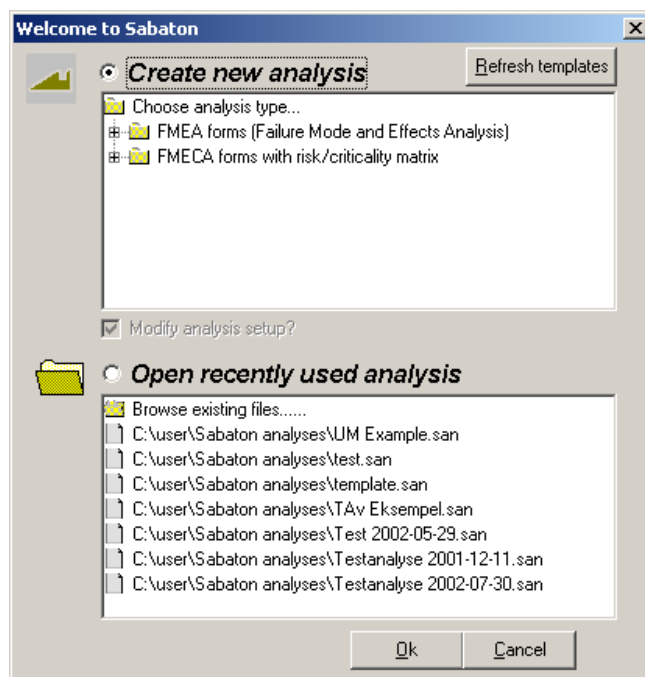 Welcome to Sabaton
Create new analysis
Refresh templates
Choose analysis type...
FMEA forms (Failure Mode and Effects Analysis)
FMECA forms with risk/criticality matrix
Modify analysis setup?
Open recently used analysis
Browse existing files......
C:\user\Sabaton analyses\UM Example.san
C:\user\Sabaton analyses\test.san
C:\user\Sabaton analyses\template.san
C:\user\Sabaton analyses\TAv Eksempel.san
C:\user\Sabaton analyses\Test 2002-05-29.san
C:\user\Sabaton analyses\Testanalyse 2001-12-11.san
C:\user\Sabaton analyses\Testanalyse 2002-07-30.san
Ok
Cancel